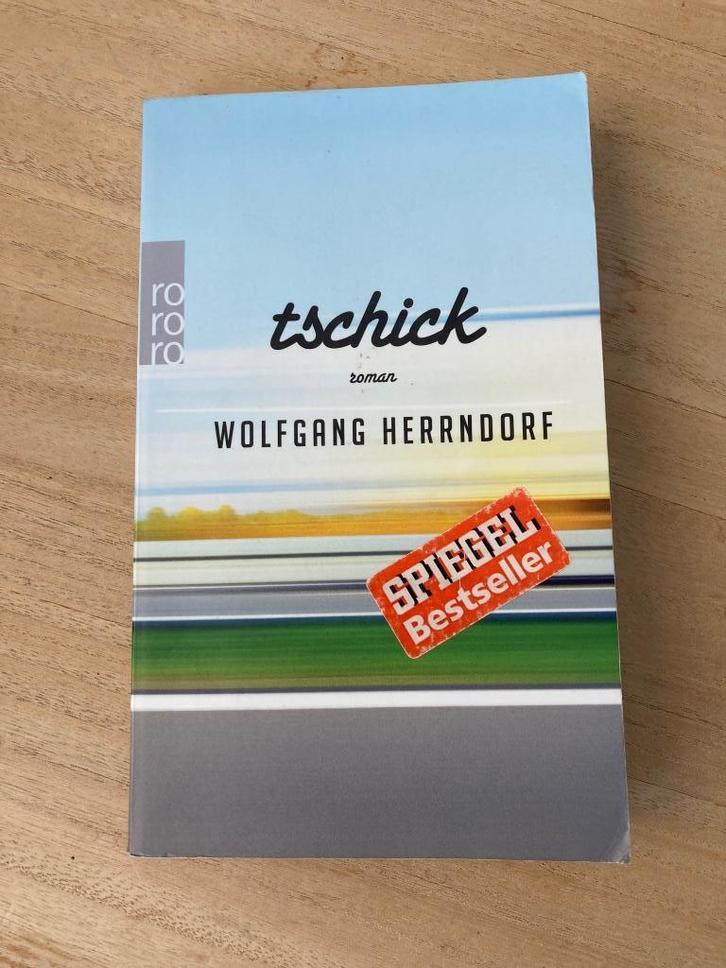 ro
ro
ro
tschick
roman
WOLFGANG HERRNDORF
SPIEGEL
Bestseller